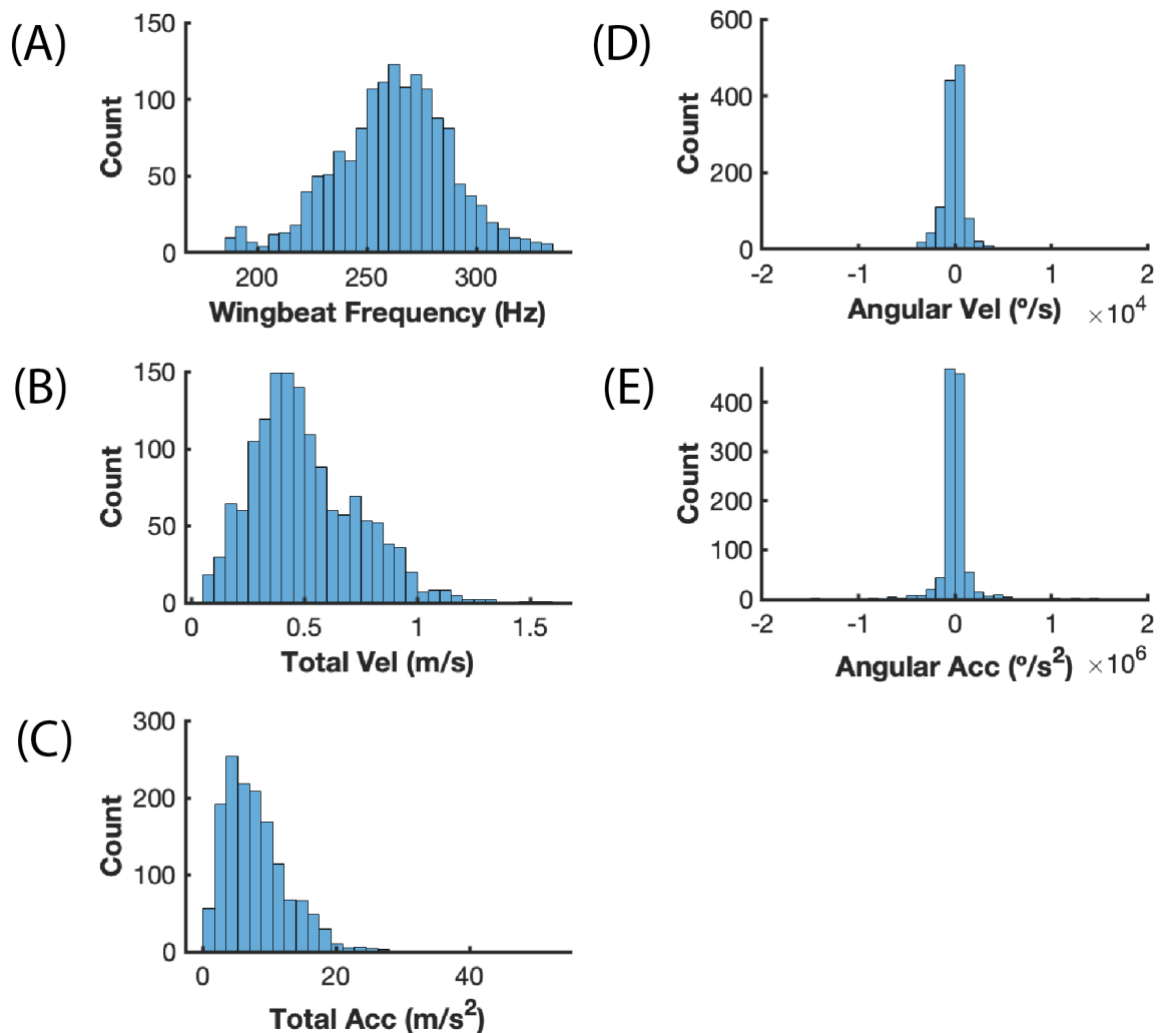 (A)
150
100
50
0
Count
200 250 300
Wingbeat Frequency (Hz)
(B)
150
100
50
0
Count
0 0.5 1 1.5
Total Vel (m/s)
(C)
300
200
100
0
Count
0 20 40
Total Acc (m/s²)
(D)
600
400
200
0
Count
-2 -1 0 1 2
Angular Vel (º/s) ×10⁴
(E)
400
300
200
100
0
Count
-2 -1 0 1 2
Angular Acc (º/s²) ×10⁶